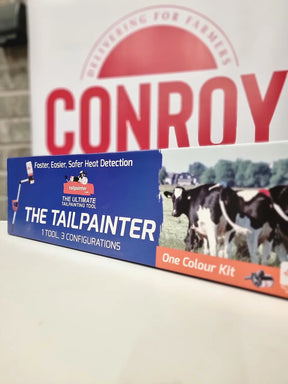 DELIVERING FOR FARMERS
CONROY
Faster, Easier, Safer Heat Detection
tailpainter
THE ULTIMATE
TAILPAINTING TOOL
THE TAILPAINTER
1 TOOL, 3 CONFIGURATIONS
One Colour Kit